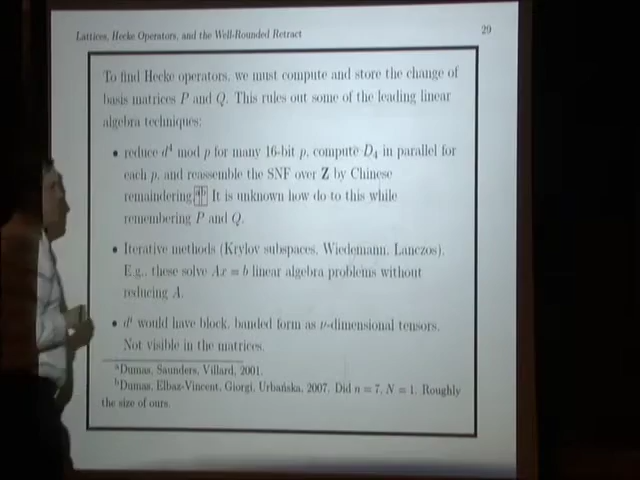 Lattices, Hecke Operators, and the Well-Rounded Retract
29
To find Hecke operators, we must compute and store the change of
basis matrices P and Q. This rules out some of the leading linear
algebra techniques:
• reduce d⁴ mod p for many 16-bit p, compute D₄ in parallel for
each p, and reassemble the SNF over Z by Chinese
remaindering.ᵃᵇ It is unknown how do to this while
remembering P and Q.
• Iterative methods (Krylov subspaces, Wiedemann, Lanczos).
E.g., these solve Ax = b linear algebra problems without
reducing A.
• dⁱ would have block, banded form as ν-dimensional tensors.
Not visible in the matrices.
ᵃDumas, Saunders, Villard, 2001.
ᵇDumas, Elbaz-Vincent, Giorgi, Urbańska, 2007. Did n = 7, N = 1. Roughly
the size of ours.